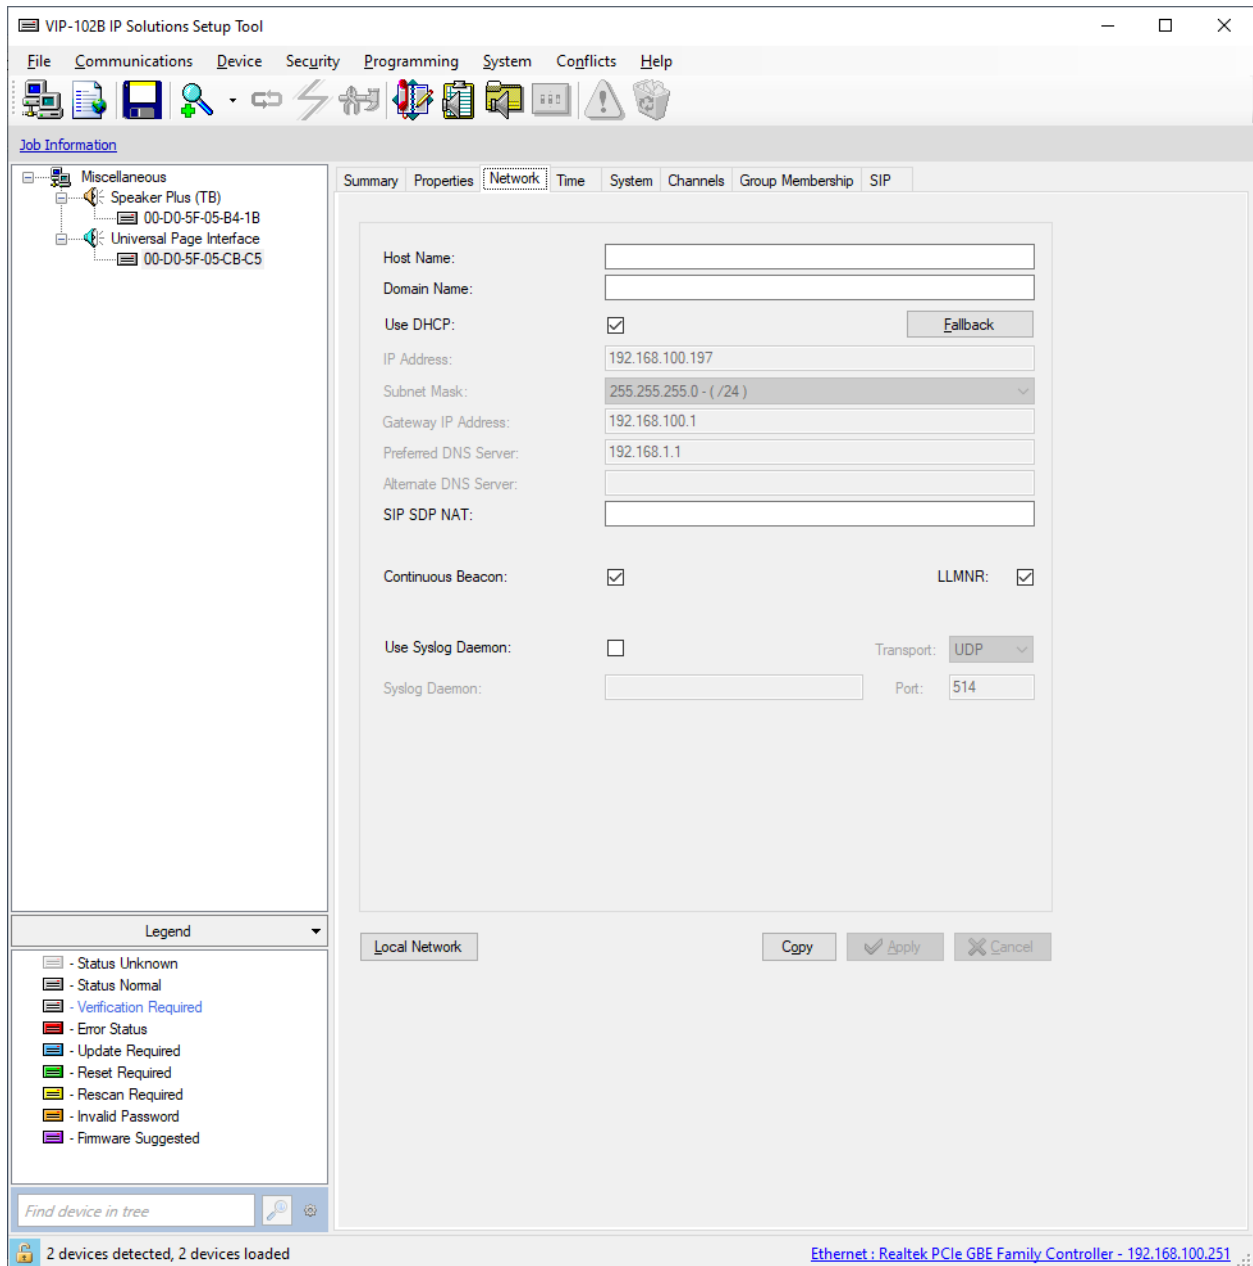 VIP-102B IP Solutions Setup Tool
File Communications Device Security Programming System Conflicts Help
Job Information
Miscellaneous
Speaker Plus (TB)
00-D0-5F-05-B4-1B
Universal Page Interface
00-D0-5F-05-CB-C5
Summary Properties Network Time System Channels Group Membership SIP
Host Name:
Domain Name:
Use DHCP: Fallback
IP Address: 192.168.100.197
Subnet Mask: 255.255.255.0 - ( /24 )
Gateway IP Address: 192.168.100.1
Preferred DNS Server: 192.168.1.1
Alternate DNS Server:
SIP SDP NAT:
Continuous Beacon: LLMNR:
Use Syslog Daemon: Transport: UDP
Syslog Daemon: Port: 514
Local Network Copy Apply Cancel
Legend
- Status Unknown
- Status Normal
- Verification Required
- Error Status
- Update Required
- Reset Required
- Rescan Required
- Invalid Password
- Firmware Suggested
Find device in tree
2 devices detected, 2 devices loaded
Ethernet : Realtek PCIe GBE Family Controller - 192.168.100.251